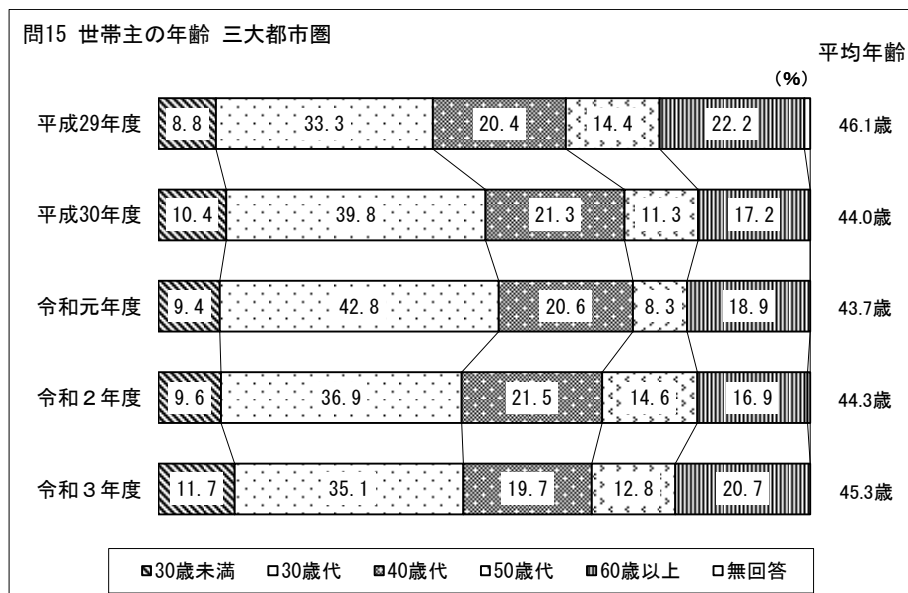 問15 世帯主の年齢 三大都市圏
平均年齢
(%)
平成29年度 8.8 33.3 20.4 14.4 22.2 46.1歳
平成30年度 10.4 39.8 21.3 11.3 17.2 44.0歳
令和元年度 9.4 42.8 20.6 8.3 18.9 43.7歳
令和２年度 9.6 36.9 21.5 14.6 16.9 44.3歳
令和３年度 11.7 35.1 19.7 12.8 20.7 45.3歳
30歳未満 30歳代 40歳代 50歳代 60歳以上 無回答